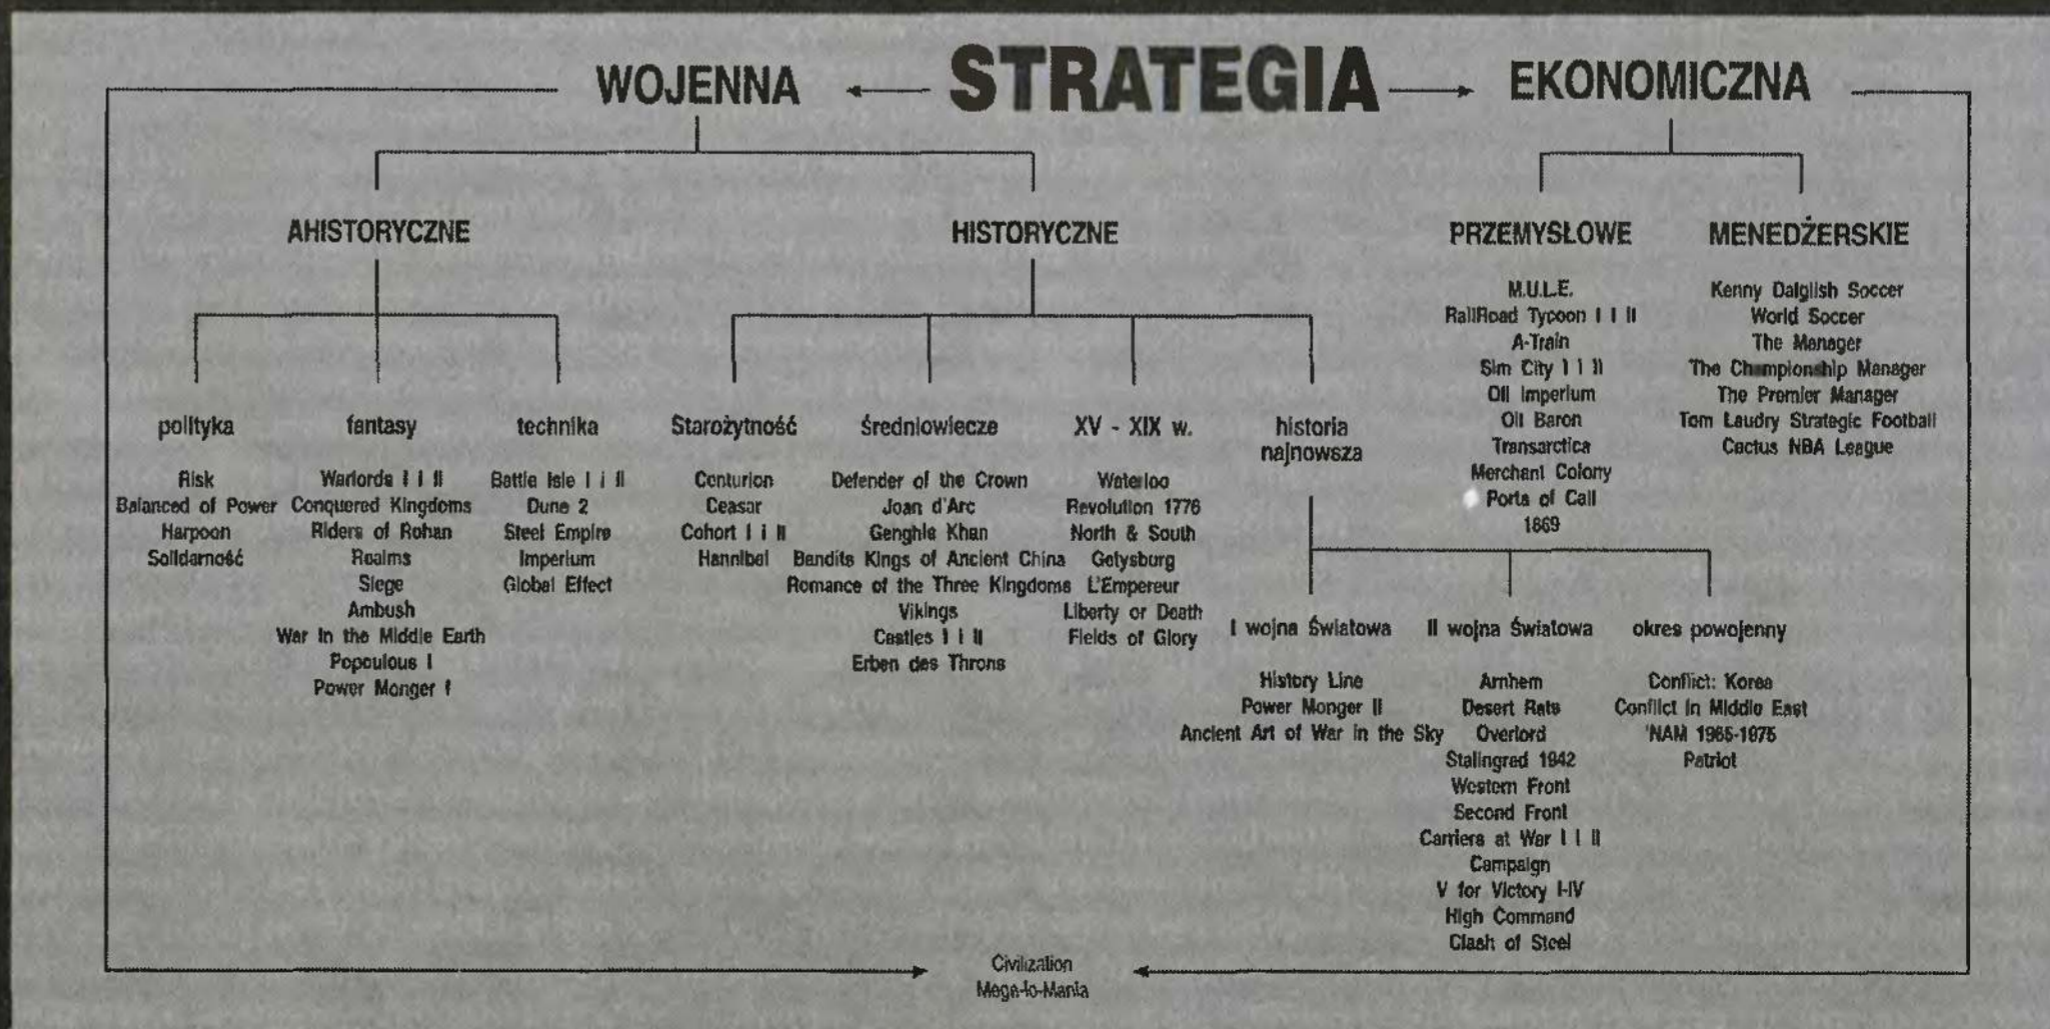 WOJENNA
STRATEGIA
EKONOMICZNA
AHISTORYCZNE
HISTORYCZNE
PRZEMYSŁOWE
MENEDŻERSKIE
M.U.L.E.
RailRoad Tycoon I i II
A-Train
Sim City I i II
Oil Imperium
Oil Baron
Transarctica
Merchant Colony
Ports of Call
1869
Kenny Dalglish Soccer
World Soccer
The Manager
The Championship Manager
The Premier Manager
Tom Laudry Strategic Football
Cactus NBA League
polityka
Risk
Balanced of Power
Harpoon
Solidarność
fantasy
Warlords I i II
Conquered Kingdoms
Riders of Rohan
Realms
Siege
Ambush
War in the Middle Earth
Popoulous I
Power Monger I
technika
Battle Isle I i II
Dune 2
Steel Empire
Imperium
Global Effect
Starożytność
Centurion
Ceasar
Cohort I i II
Hannibal
średniowiecze
Defender of the Crown
Joan d'Arc
Genghis Khan
Bandits Kings of Ancient China
Romance of the Three Kingdoms
Vikings
Castles I i II
Erben des Throns
XV - XIX w.
Waterloo
Revolution 1776
North & South
Getysburg
L'Empereur
Liberty or Death
Fields of Glory
historia
najnowsza
I wojna Światowa
History Line
Power Monger II
Ancient Art of War in the Sky
II wojna Światowa
Arnhem
Desert Rats
Overlord
Stalingrad 1942
Western Front
Second Front
Carriers at War I i II
Campaign
V for Victory I-IV
High Command
Clash of Steel
okres powojenny
Conflict: Korea
Conflict in Middle East
'NAM 1965-1975
Patriot
Civilization
Mega-lo-Mania